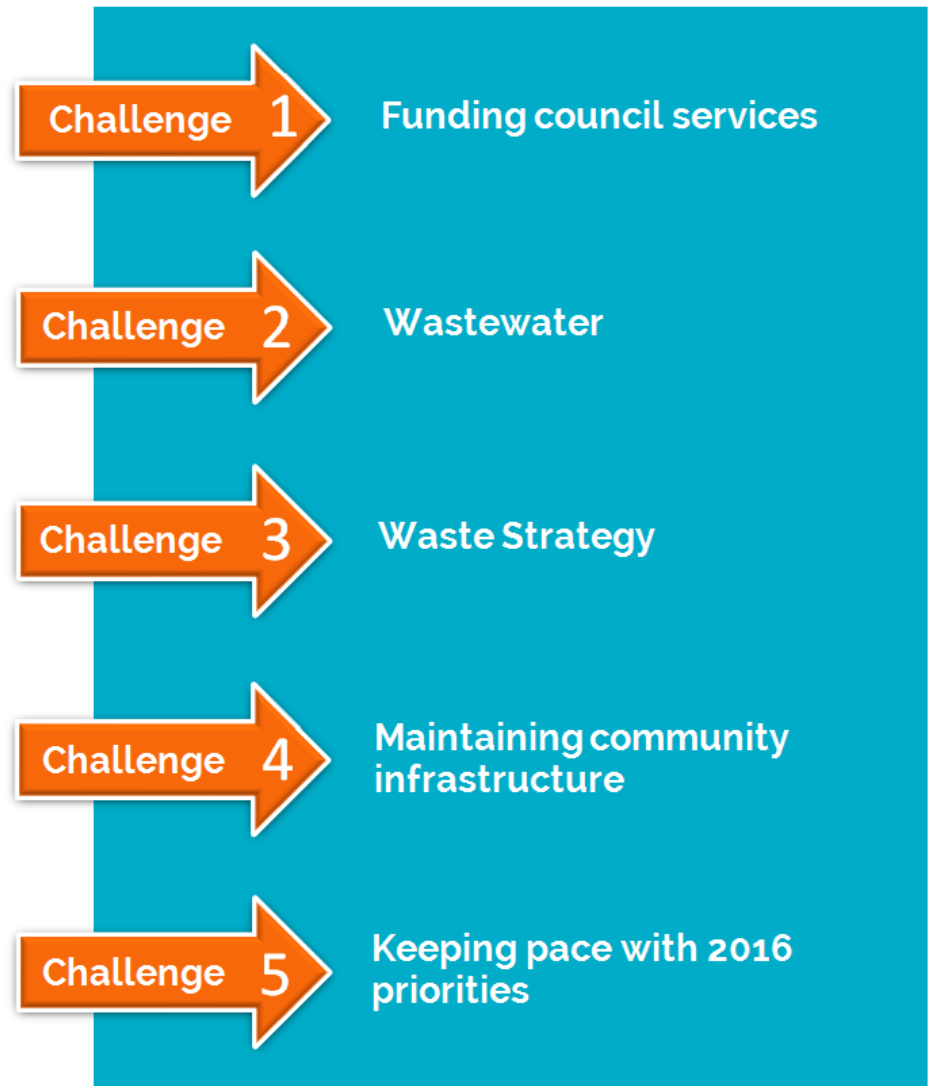 Challenge 1 Funding council services
Challenge 2 Wastewater
Challenge 3 Waste Strategy
Challenge 4 Maintaining community
infrastructure
Challenge 5 Keeping pace with 2016
priorities